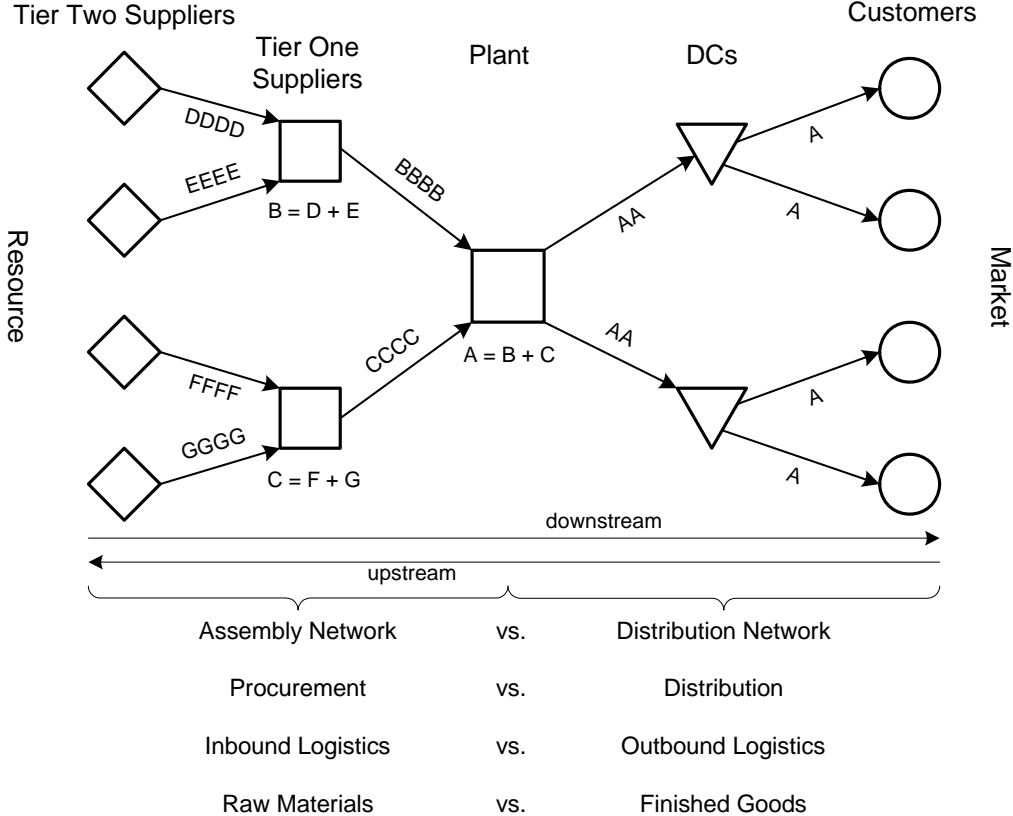 Tier Two Suppliers
Customers
Tier One
Suppliers
Plant
DCs
DDDD
EEEE
B = D + E
BBBB
AA
A
A
Resource
Market
FFFF
GGGG
C = F + G
CCCC
A = B + C
AA
A
A
downstream
upstream
Assembly Network vs. Distribution Network
Procurement vs. Distribution
Inbound Logistics vs. Outbound Logistics
Raw Materials vs. Finished Goods